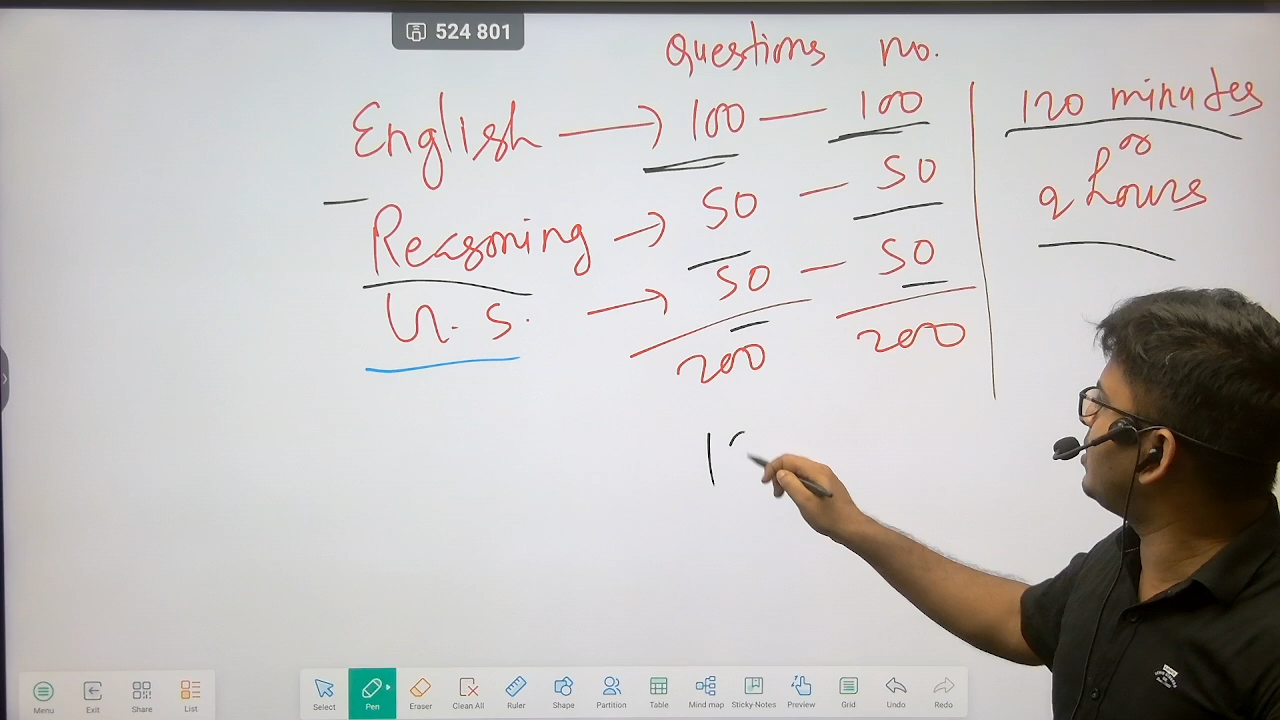 524 801
Questions no.
English → 100 — 100
120 minutes
or
2 hours
Reasoning → 50 — 50
G. S. → 50 — 50
200 200
1
Menu Exit Share List Select Pen Eraser Clean All Ruler Shape Partition Table Mind map Sticky-Notes Preview Grid Undo Redo